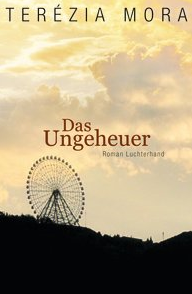 TERÉZIA MORA
Das
Ungeheuer
Roman Luchterhand